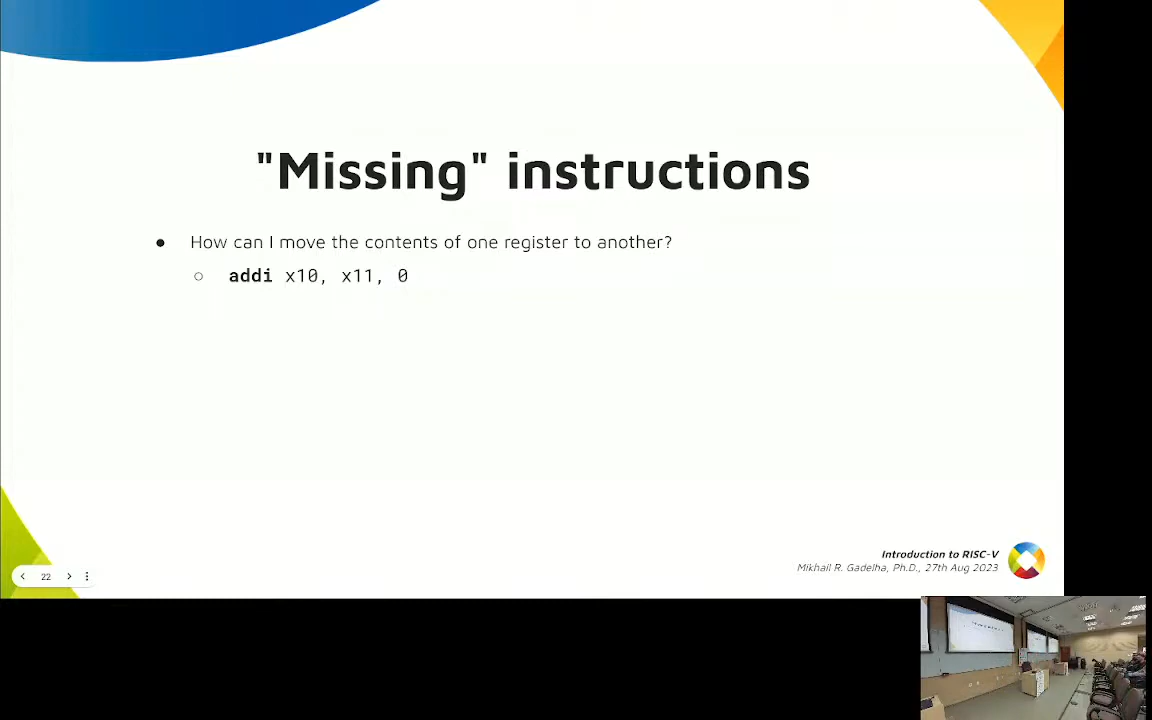 "Missing" instructions
● How can I move the contents of one register to another?
○ addi x10, x11, 0
Introduction to RISC-V
Mikhail R. Gadelha, Ph.D., 27th Aug 2023
22